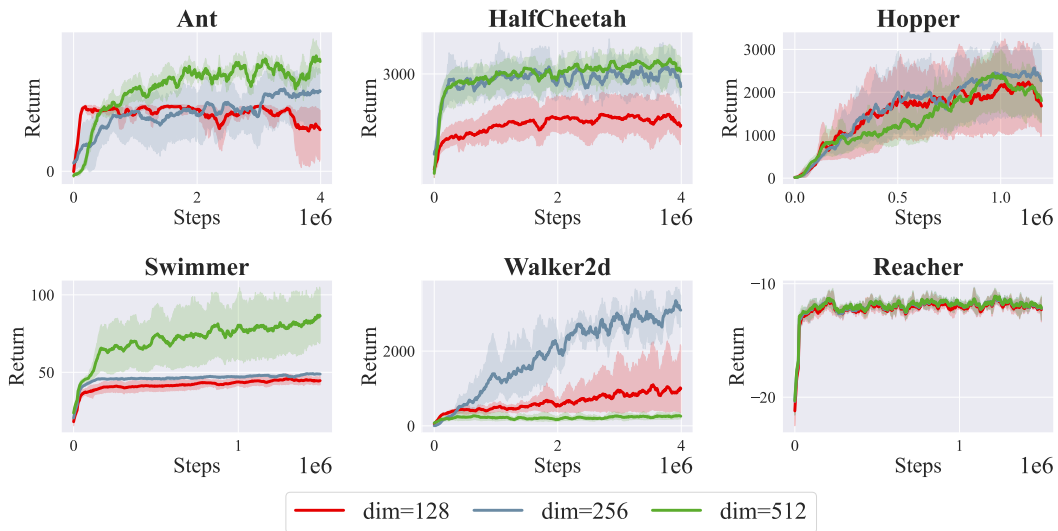 Ant
Return
0
0
2
4
Steps
1e6
HalfCheetah
Return
3000
0
2
4
Steps
1e6
Hopper
Return
3000
2000
1000
0
0.0
0.5
1.0
Steps
1e6
Swimmer
Return
100
50
0
1
Steps
1e6
Walker2d
Return
2000
0
0
2
4
Steps
1e6
Reacher
Return
−10
−20
0
1
Steps
1e6
dim=128 dim=256 dim=512